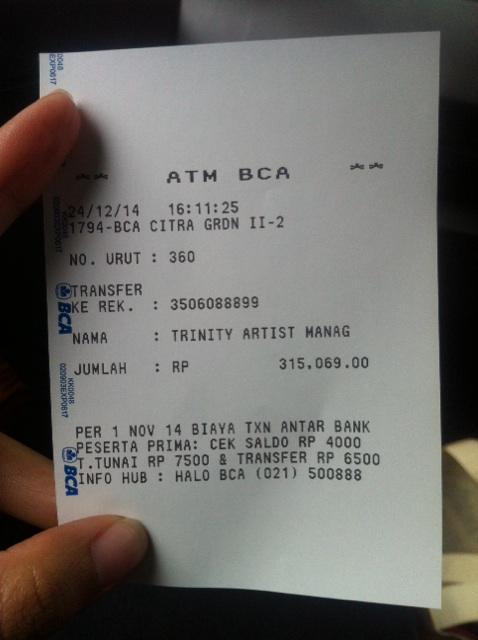 ATM BCA
24/12/14 16:11:25
1794-BCA CITRA GRDN II-2
NO. URUT : 360
TRANSFER
KE REK. : 3506088899
NAMA : TRINITY ARTIST MANAG
JUMLAH : RP 315.069.00
PER 1 NOV 14 BIAYA TXN ANTAR BANK
PESERTA PRIMA: CEK SALDO RP 4000
T.TUNAI RP 7500 & TRANSFER RP 6500
INFO HUB : HALO BCA (021) 500888
BCA
BCA